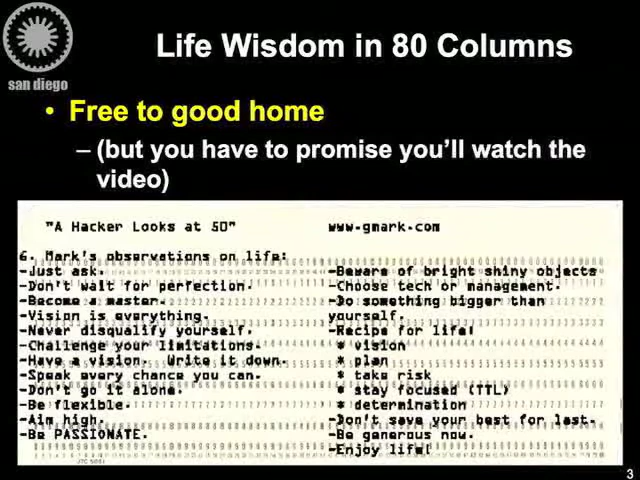 san diego
Life Wisdom in 80 Columns
• Free to good home
– (but you have to promise you'll watch the
video)
"A Hacker Looks at 50"
www.gmark.com
6. Mark's observations on life:
-Just ask.
-Don't wait for perfection.
-Become a master.
-Vision is everything.
-Never disqualify yourself.
-Challenge your limitations.
-Have a vision. Write it down.
-Speak every chance you can.
-Don't go it alone.
-Be flexible.
-Aim high.
-Be PASSIONATE.
-Beware of bright shiny objects
-Choose tech or management.
-Do something bigger than
yourself.
-Recipe for life:
* vision
* plan
* take risk
* stay focused (TTL)
* determination
-Don't save your best for last.
-Be generous now.
-Enjoy life!
3